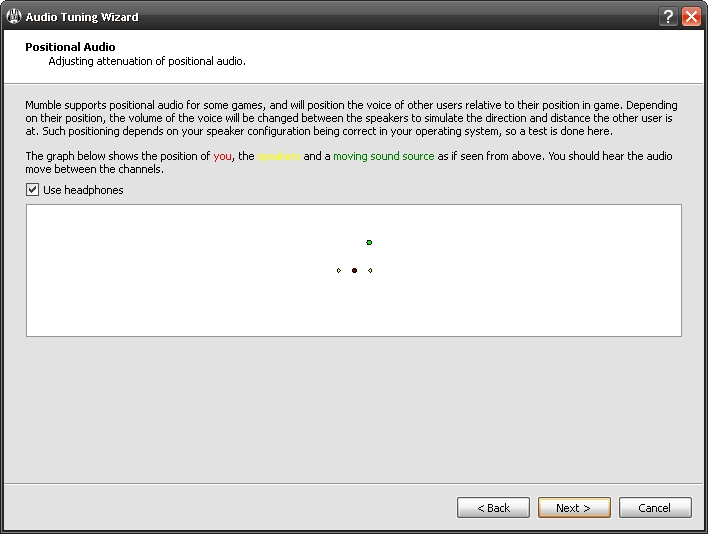 Audio Tuning Wizard
Positional Audio
Adjusting attenuation of positional audio.
Mumble supports positional audio for some games, and will position the voice of other users relative to their position in game. Depending
on their position, the volume of the voice will be changed between the speakers to simulate the direction and distance the other user is
at. Such positioning depends on your speaker configuration being correct in your operating system, so a test is done here.
The graph below shows the position of you, the speakers and a moving sound source as if seen from above. You should hear the audio
move between the channels.
Use headphones
< Back
Next >
Cancel